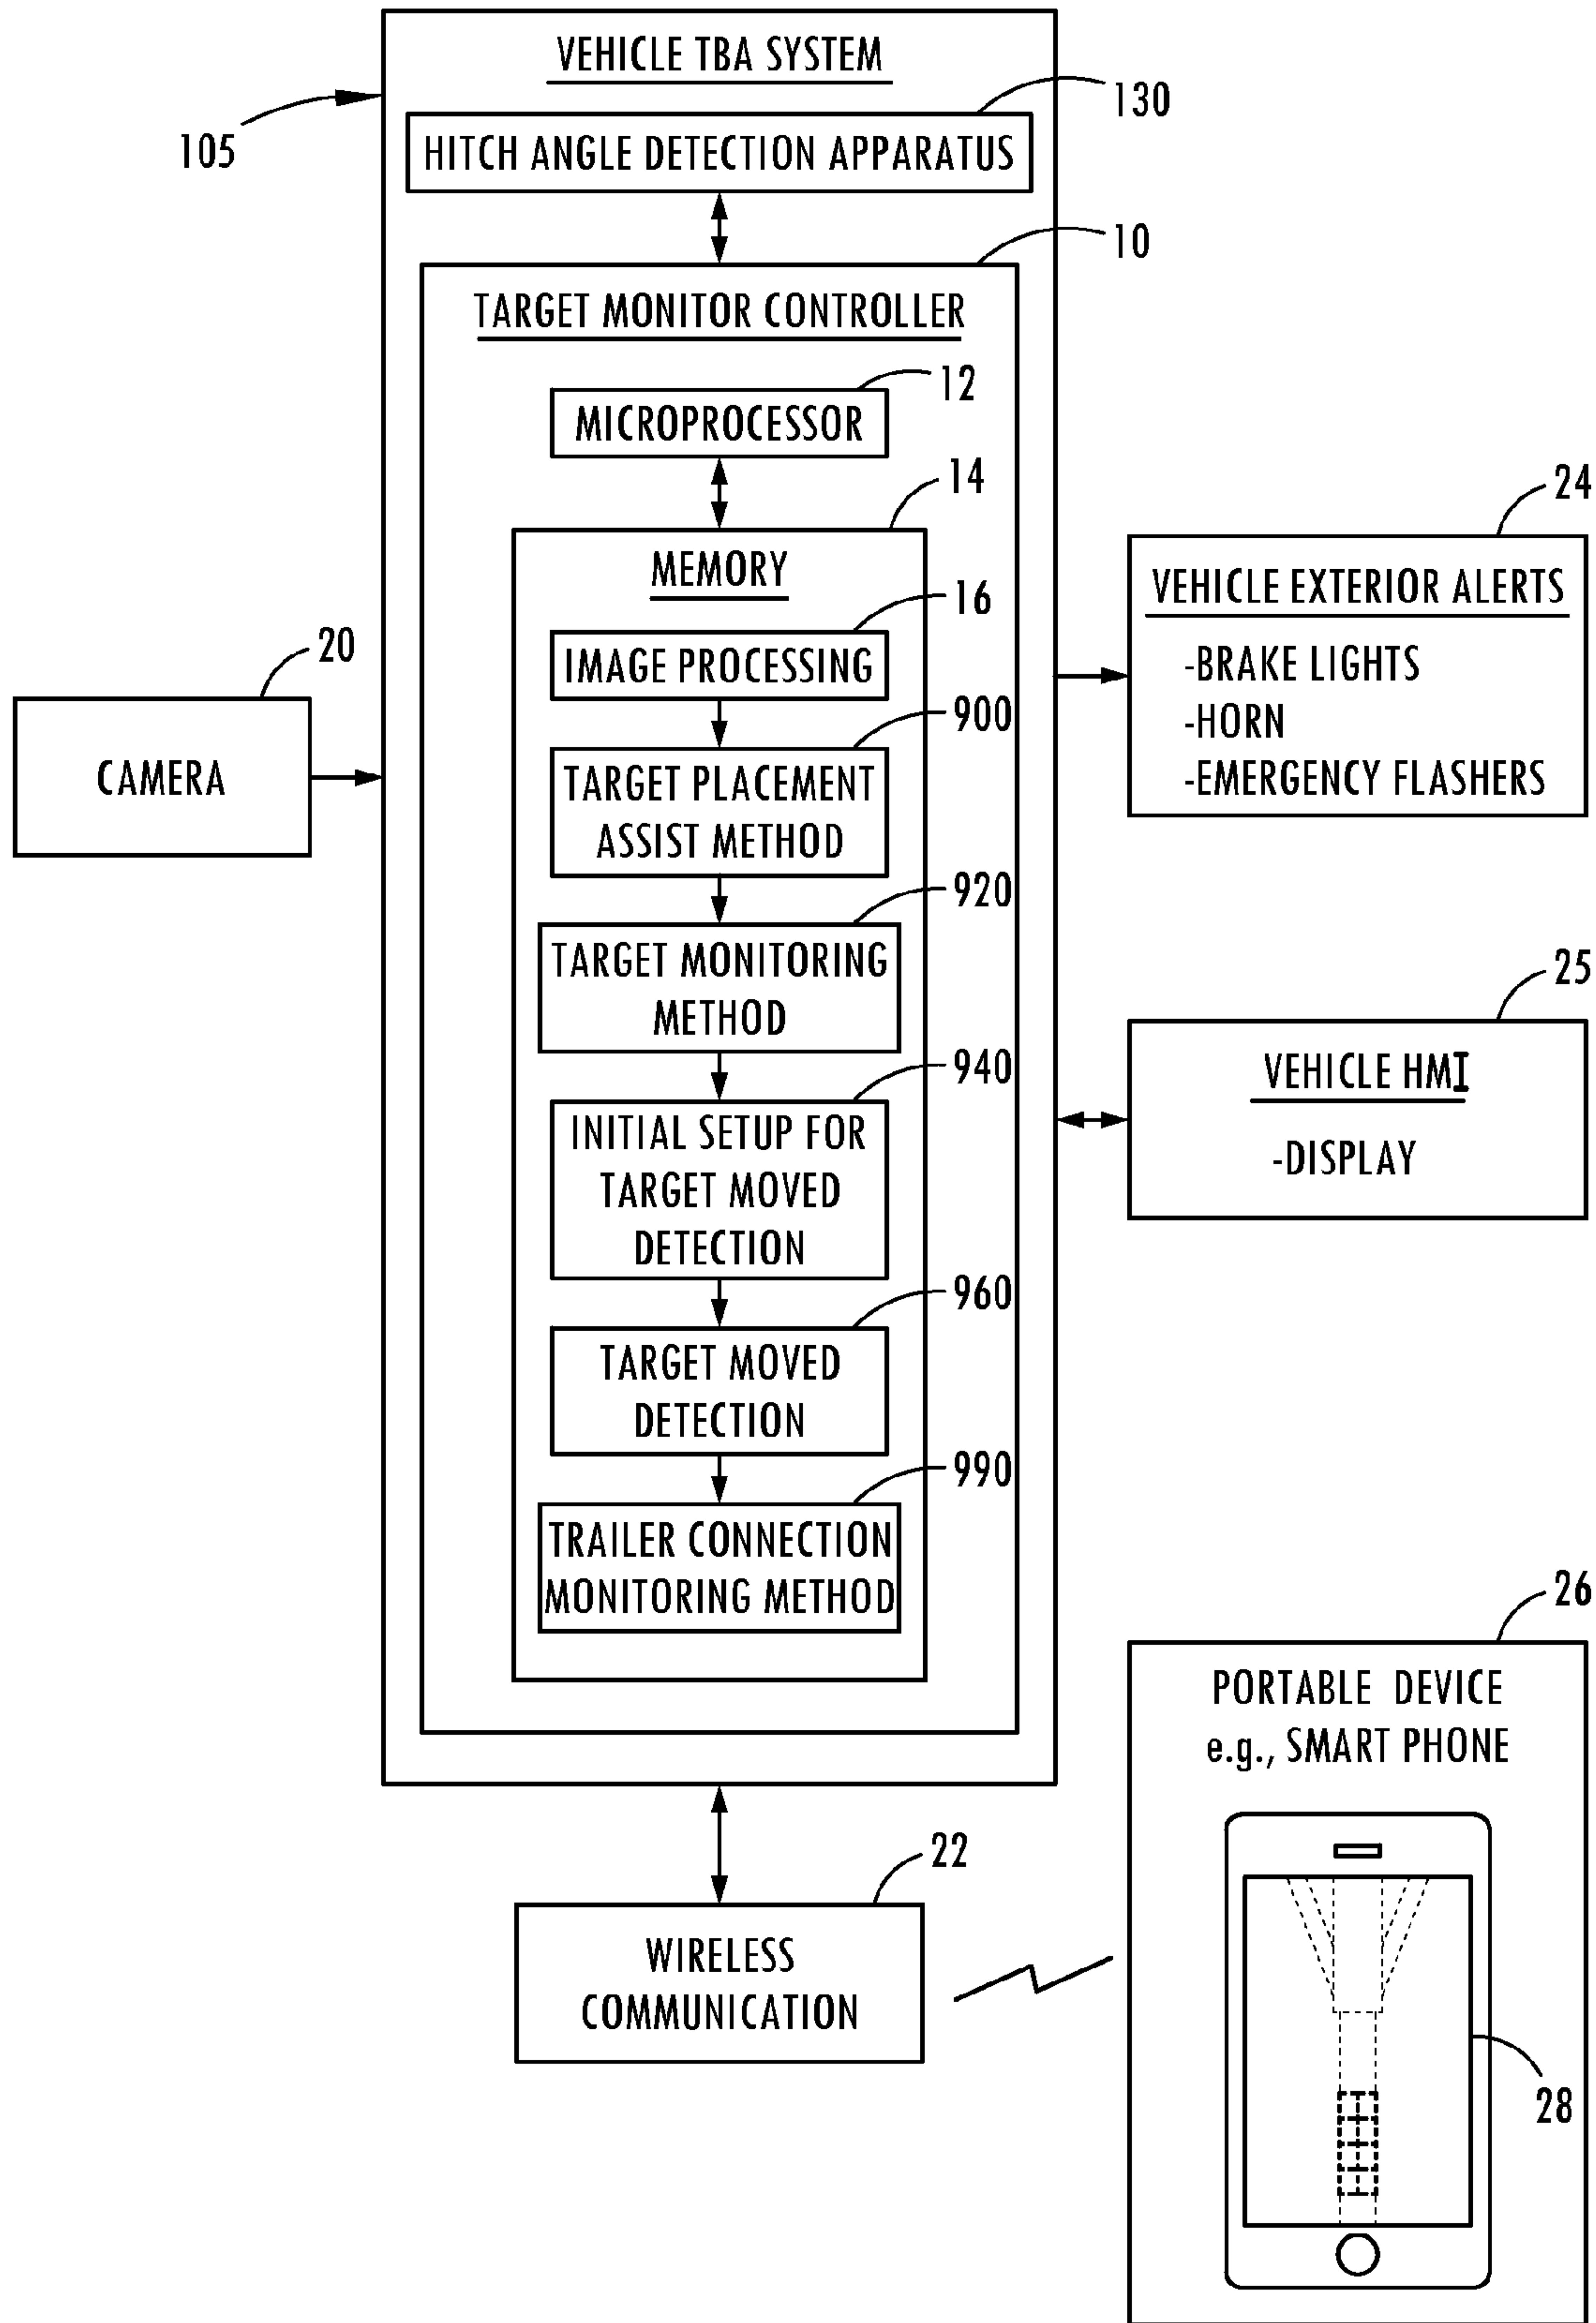 VEHICLE TBA SYSTEM
130
105
HITCH ANGLE DETECTION APPARATUS
10
TARGET MONITOR CONTROLLER
12
MICROPROCESSOR
14
MEMORY
16
IMAGE PROCESSING
900
TARGET PLACEMENT
ASSIST METHOD
920
TARGET MONITORING
METHOD
940
INITIAL SETUP FOR
TARGET MOVED
DETECTION
960
TARGET MOVED
DETECTION
990
TRAILER CONNECTION
MONITORING METHOD
20
CAMERA
24
VEHICLE EXTERIOR ALERTS
-BRAKE LIGHTS
-HORN
-EMERGENCY FLASHERS
25
VEHICLE HMI
-DISPLAY
22
WIRELESS
COMMUNICATION
26
PORTABLE DEVICE
e.g., SMART PHONE
28